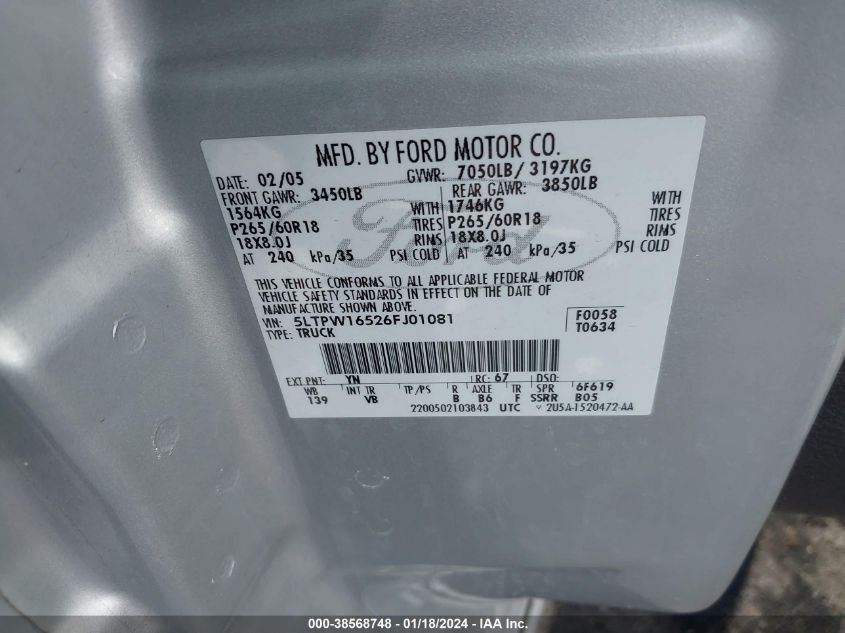 MFD. BY FORD MOTOR CO.
DATE: 02/05 GVWR: 7050LB / 3197KG
FRONT GAWR: 3450LB REAR GAWR: 3850LB
1564KG WITH 1746KG WITH
P265/60R18 TIRES P265/60R18 TIRES
18X8.0J RIMS 18X8.0J RIMS
AT 240 kPa/35 PSI COLD AT 240 kPa/35 PSI COLD
Ford
THIS VEHICLE CONFORMS TO ALL APPLICABLE FEDERAL MOTOR
VEHICLE SAFETY STANDARDS IN EFFECT ON THE DATE OF
MANUFACTURE SHOWN ABOVE.
VIN: 5LTPW16526FJ01081 F0058
TYPE: TRUCK T0634
EXT PNT: YN RC: 67 DSO:
WB INT TR TP/PS R AXLE TR SPR 6F619
139 VB B B6 F SSRR B05
2200502103843 UTC 2U5A-1520472-AA
000-38568748 - 01/18/2024 - IAA Inc.